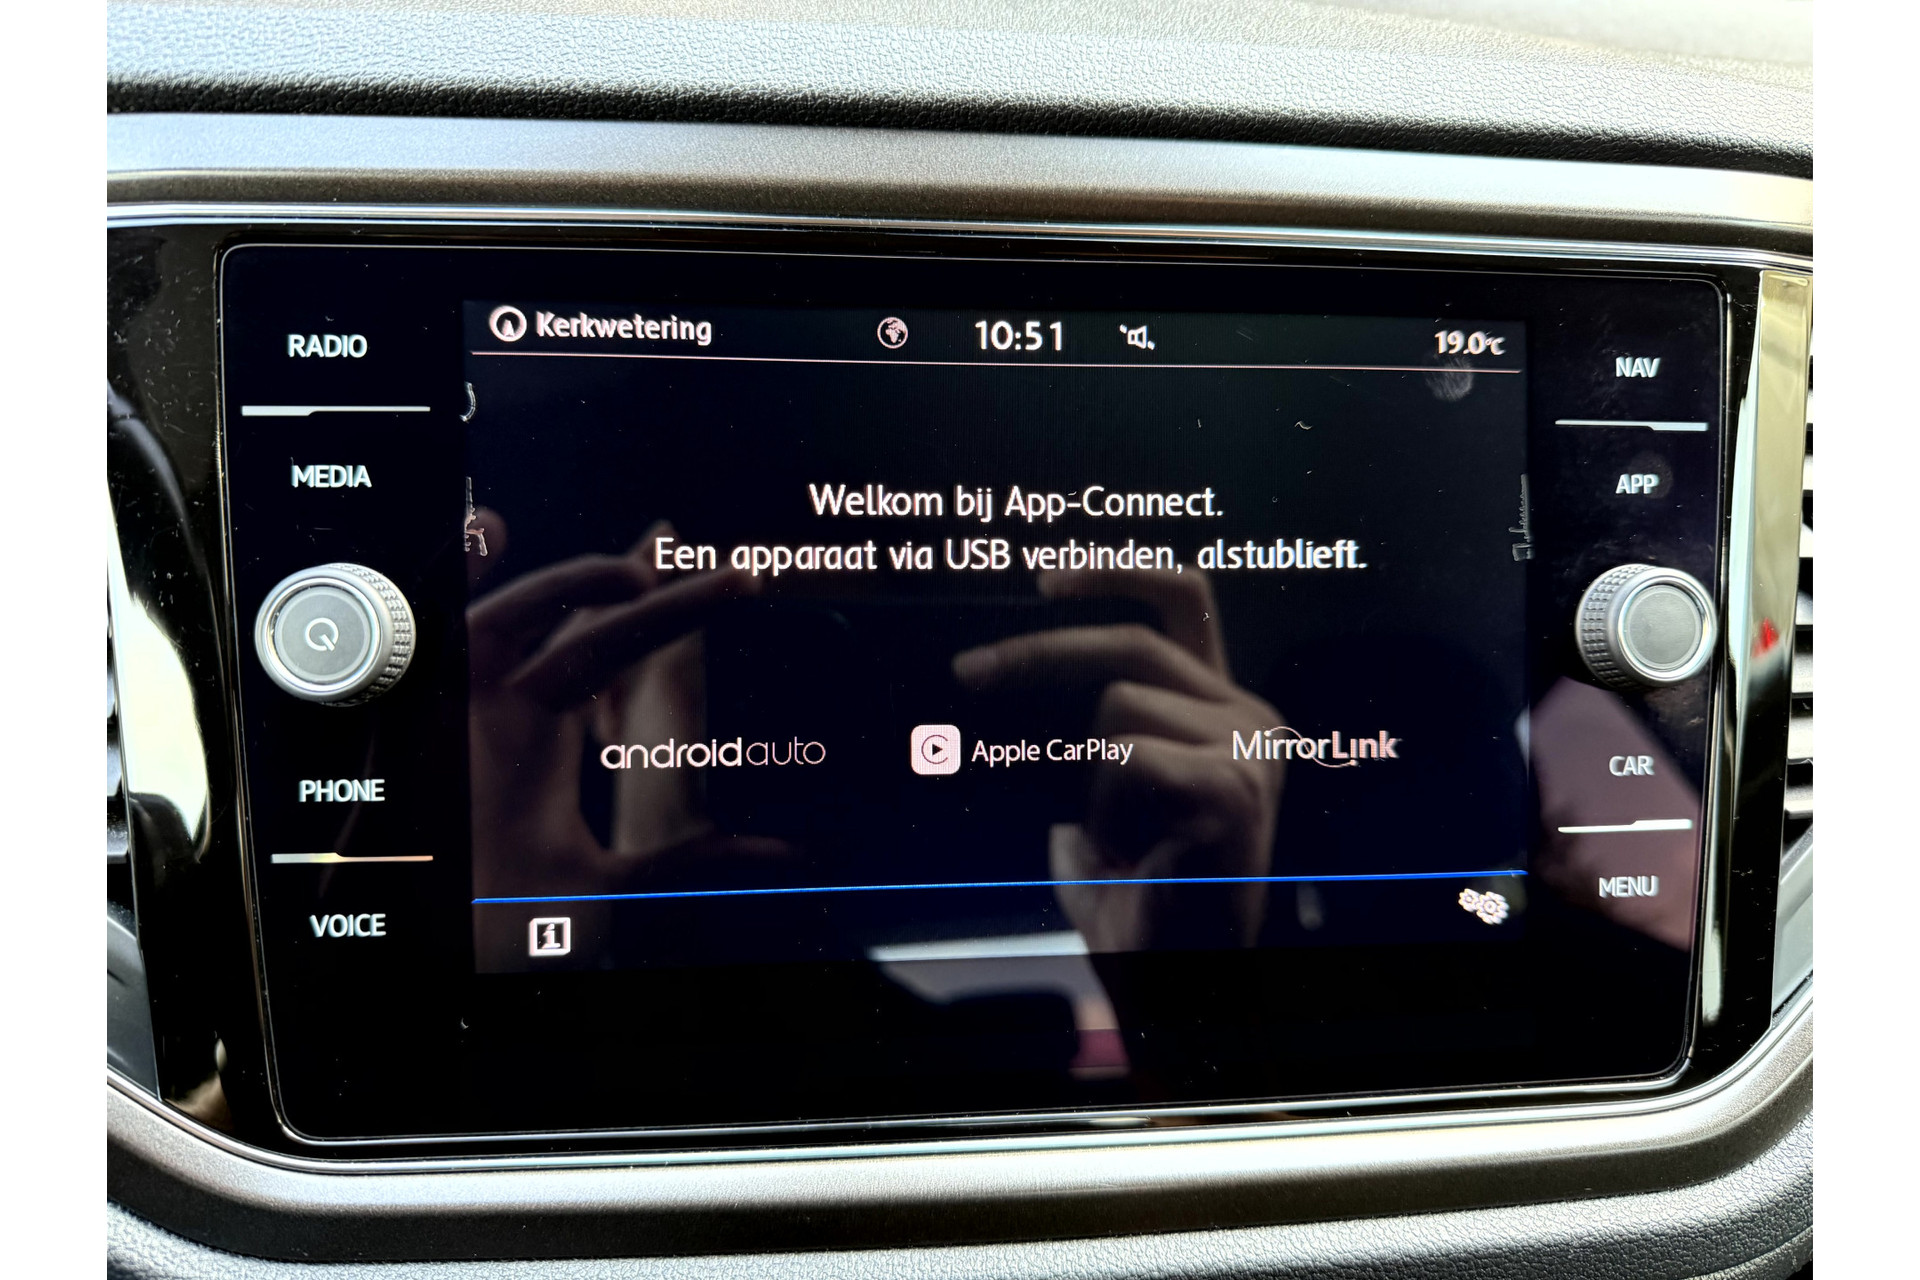 RADIO
MEDIA
PHONE
VOICE
Kerkwetering
10:51
19.0°C
Welkom bij App-Connect.
Een apparaat via USB verbinden, alstublieft.
androidauto
Apple CarPlay
MirrorLink
i
NAV
APP
CAR
MENU